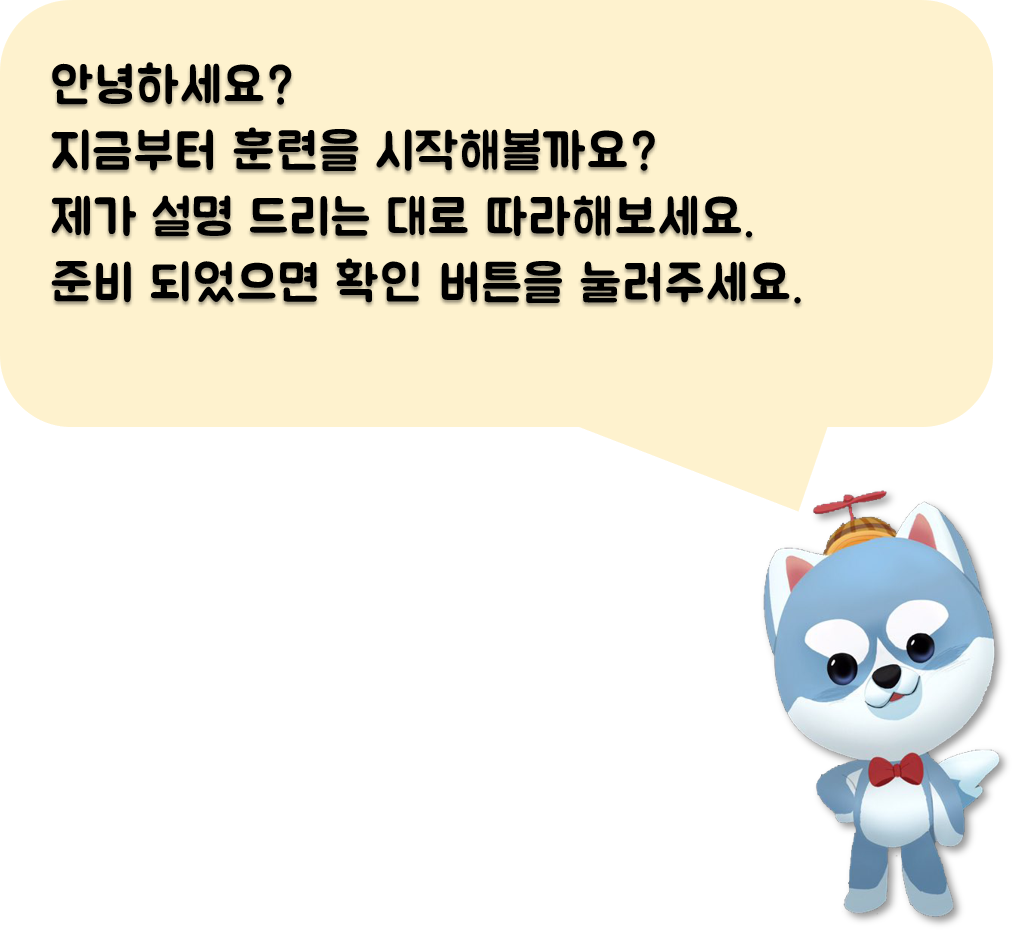 안녕하세요?
지금부터 훈련을 시작해볼까요?
제가 설명 드리는 대로 따라해보세요.
준비 되었으면 확인 버튼을 눌러주세요.